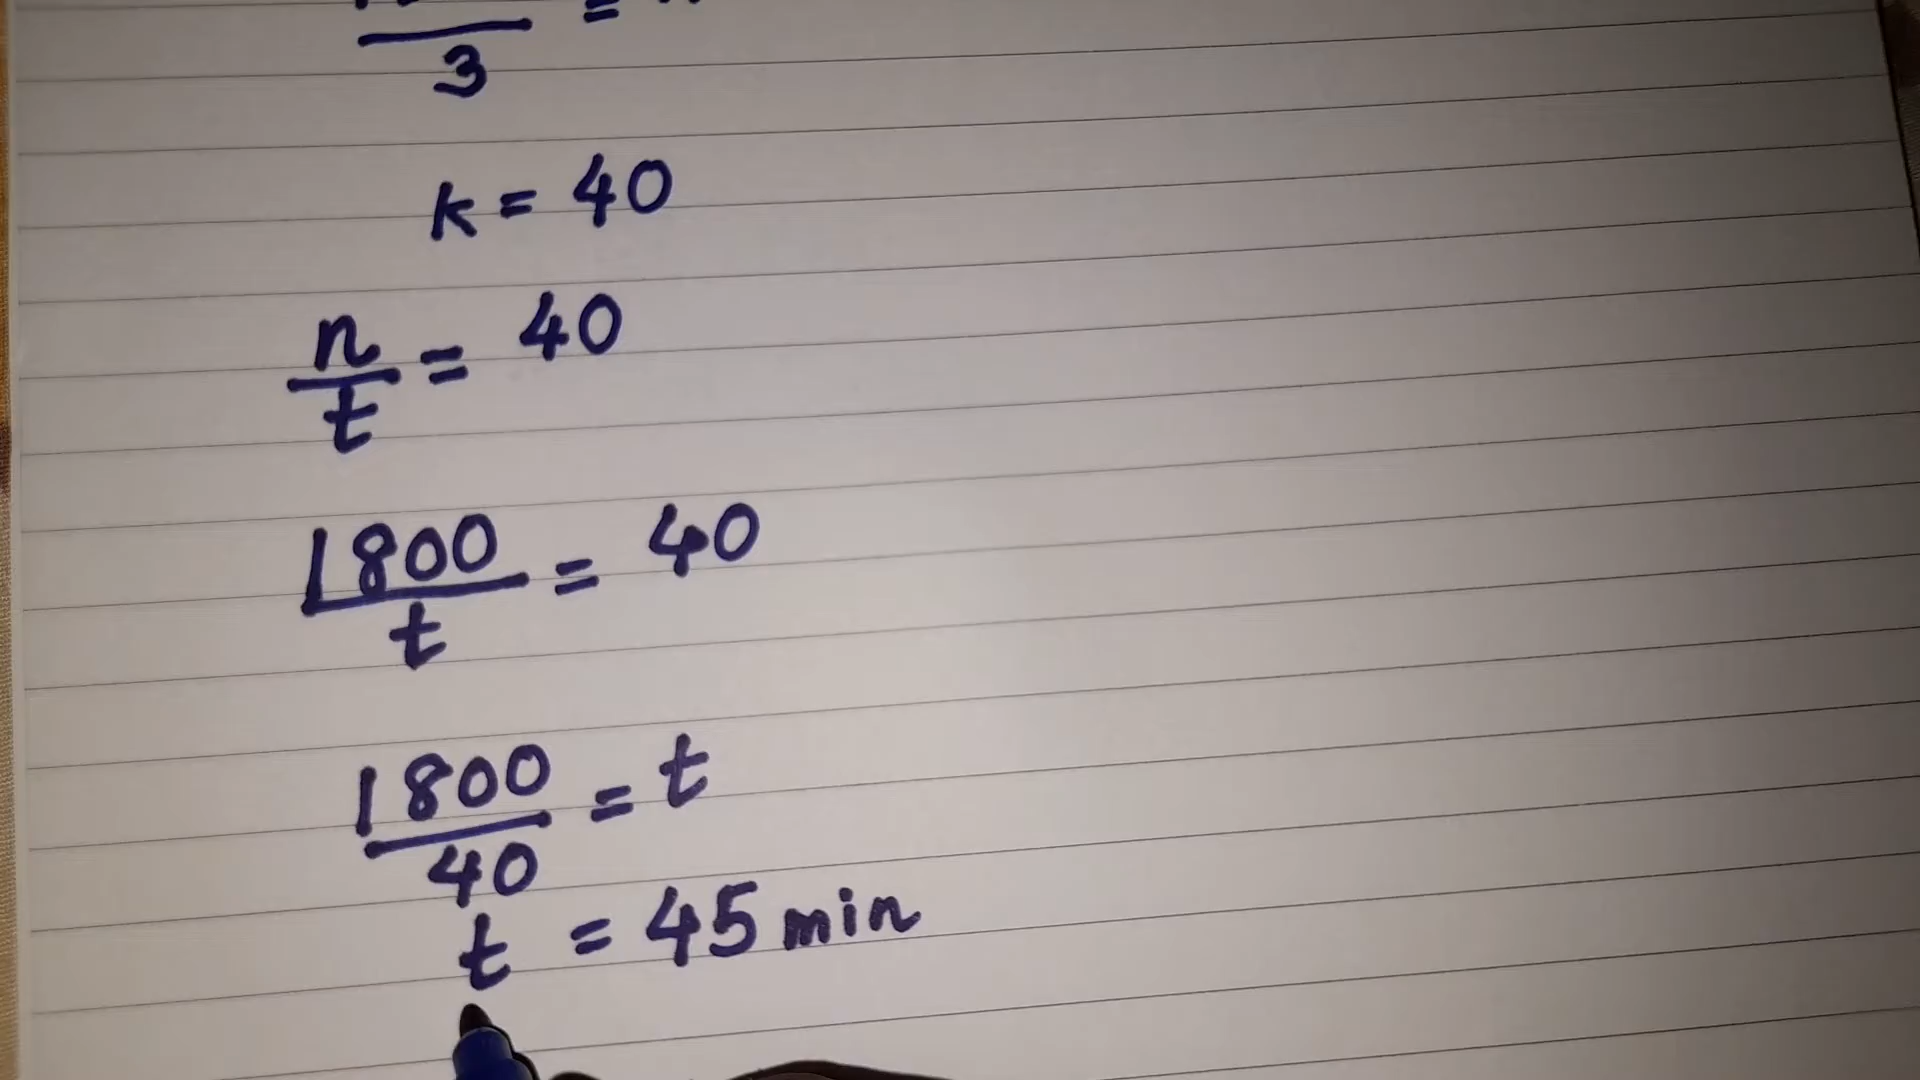 3
k = 40
n/t = 40
1800/t = 40
1800/40 = t
t = 45 min